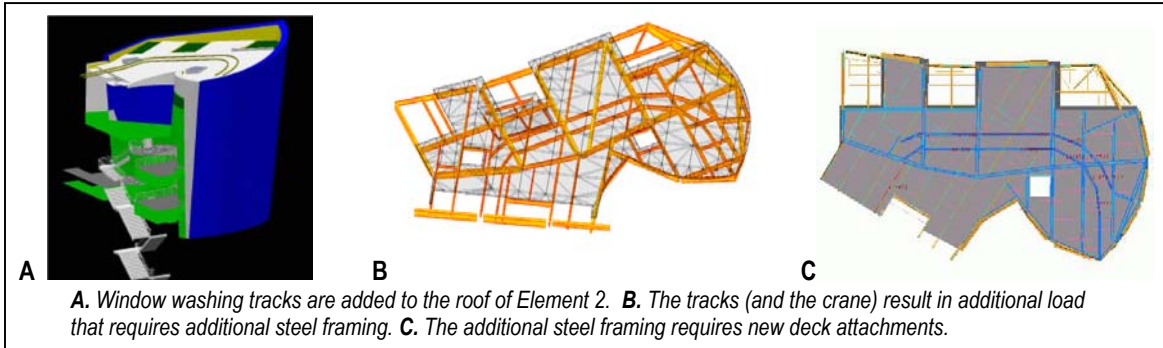 A
B
C
A. Window washing tracks are added to the roof of Element 2. B. The tracks (and the crane) result in additional load
that requires additional steel framing. C. The additional steel framing requires new deck attachments.